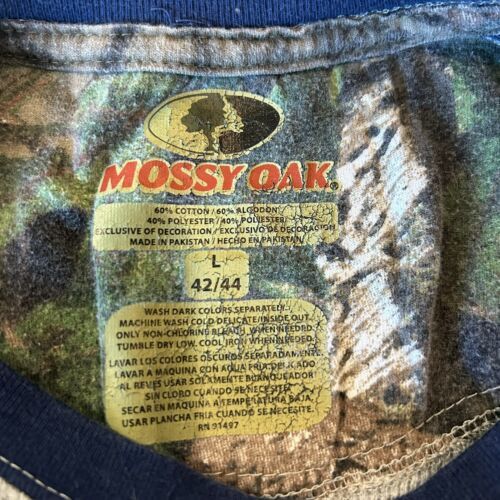 MOSSY OAK®
60% COTTON / 60% ALGODON
40% POLYESTER / 40% POLYESTER
EXCLUSIVE OF DECORATION / EXCLUSIVO DE DECORACION
MADE IN PAKISTAN / HECHO EN PAKISTAN
L
42/44
WASH DARK COLORS SEPARATELY.
MACHINE WASH COLD DELICATE/INSIDE OUT.
ONLY NON-CHLORINE BLEACH WHEN NEEDED.
TUMBLE DRY LOW. COOL IRON WHEN NEEDED.
LAVAR LOS COLORES OSCUROS SEPARATADAMENTE.
LAVAR A MAQUINA CON AQUA FRIA DELICADO
AL REVES USAR SOLAMENTE BLANQUEADOR
SIN CLORO CUANDO SE NECESITE.
SECAR EN MAQUINA A TEMPERATURA BAJA.
USAR PLANCHA FRIA CUANDO SE NECESITE.
RN 91497